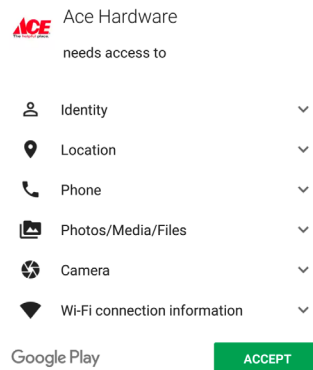 ACE
The helpful place.
Ace Hardware
needs access to
Identity
Location
Phone
Photos/Media/Files
Camera
Wi-Fi connection information
Google Play
ACCEPT